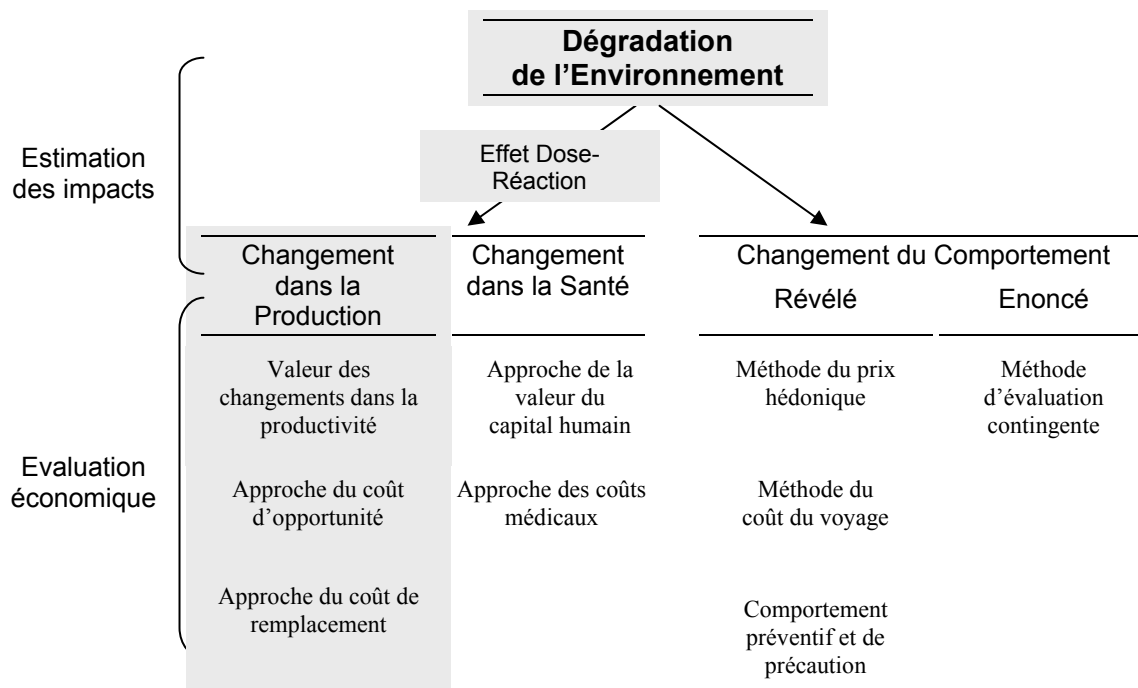 Dégradation
de l’Environnement
Effet Dose-
Réaction
Estimation
des impacts
Changement
dans la
Production
Changement
dans la Santé
Changement du Comportement
Révélé
Enoncé
Evaluation
économique
Valeur des
changements dans la
productivité
Approche de la
valeur du
capital humain
Méthode du prix
hédonique
Méthode
d’évaluation
contingente
Approche du coût
d’opportunité
Approche des coûts
médicaux
Méthode du
coût du voyage
Approche du coût de
remplacement
Comportement
préventif et de
précaution